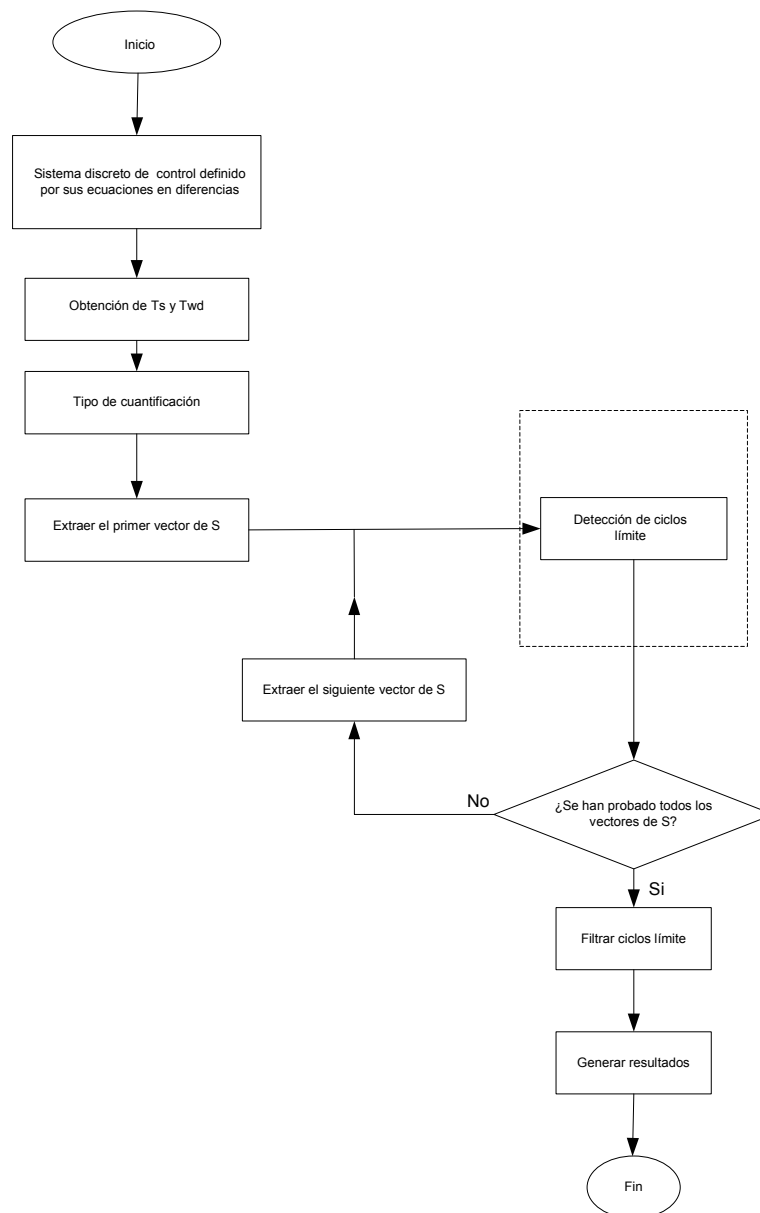 Inicio
Sistema discreto de control definido
por sus ecuaciones en diferencias
Obtención de Ts y Twd
Tipo de cuantificación
Extraer el primer vector de S
Detección de ciclos
límite
Extraer el siguiente vector de S
No
¿Se han probado todos los
vectores de S?
Si
Filtrar ciclos límite
Generar resultados
Fin